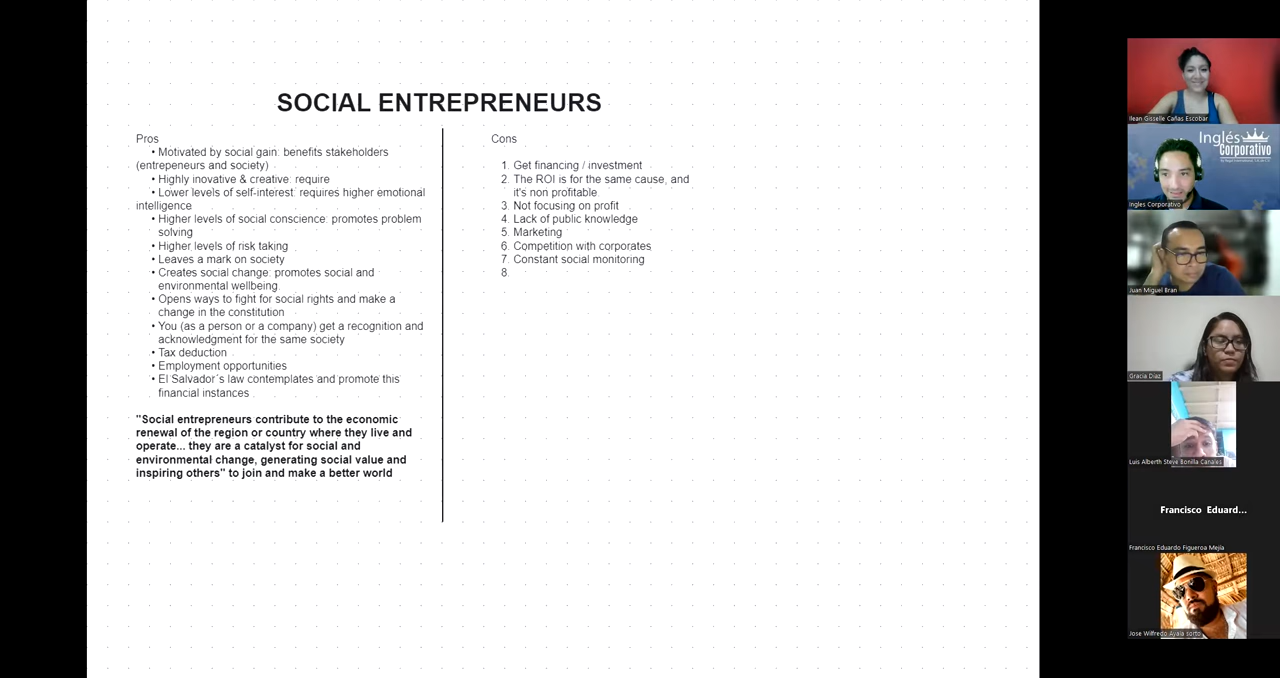 SOCIAL ENTREPRENEURS
Pros
• Motivated by social gain: benefits stakeholders
(entrepeneurs and society)
• Highly inovative & creative: require
• Lower levels of self-interest: requires higher emotional
intelligence
• Higher levels of social conscience: promotes problem
solving
• Higher levels of risk taking
• Leaves a mark on society
• Creates social change: promotes social and
environmental wellbeing.
• Opens ways to fight for social rights and make a
change in the constitution
• You (as a person or a company) get a recognition and
acknowledgment for the same society
• Tax deduction
• Employment opportunities
• El Salvador´s law contemplates and promote this
financial instances
"Social entrepreneurs contribute to the economic
renewal of the region or country where they live and
operate... they are a catalyst for social and
environmental change, generating social value and
inspiring others" to join and make a better world
Cons
1. Get financing / investment
2. The ROI is for the same cause, and
it's non profitable.
3. Not focusing on profit
4. Lack of public knowledge
5. Marketing
6. Competition with corporates
7. Constant social monitoring
8.
Ilean Gisselle Cañas Escobar
Inglés
Corporativo
Ingles Corporativo
Juan Miguel Bran
Gracia Diaz
Luis Alberth Steve Bonilla Canales
Francisco Eduard...
Francisco Eduardo Figueroa Mejía
Jose Wilfredo Ayala sorto